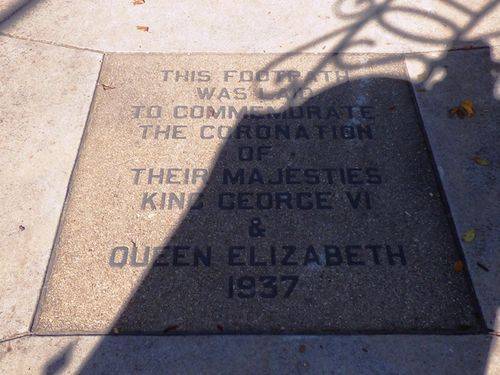 THIS FOOTPATH
WAS LAID
TO COMMEMORATE
THE CORONATION
OF
THEIR MAJESTIES
KING GEORGE VI
&
QUEEN ELIZABETH
1937